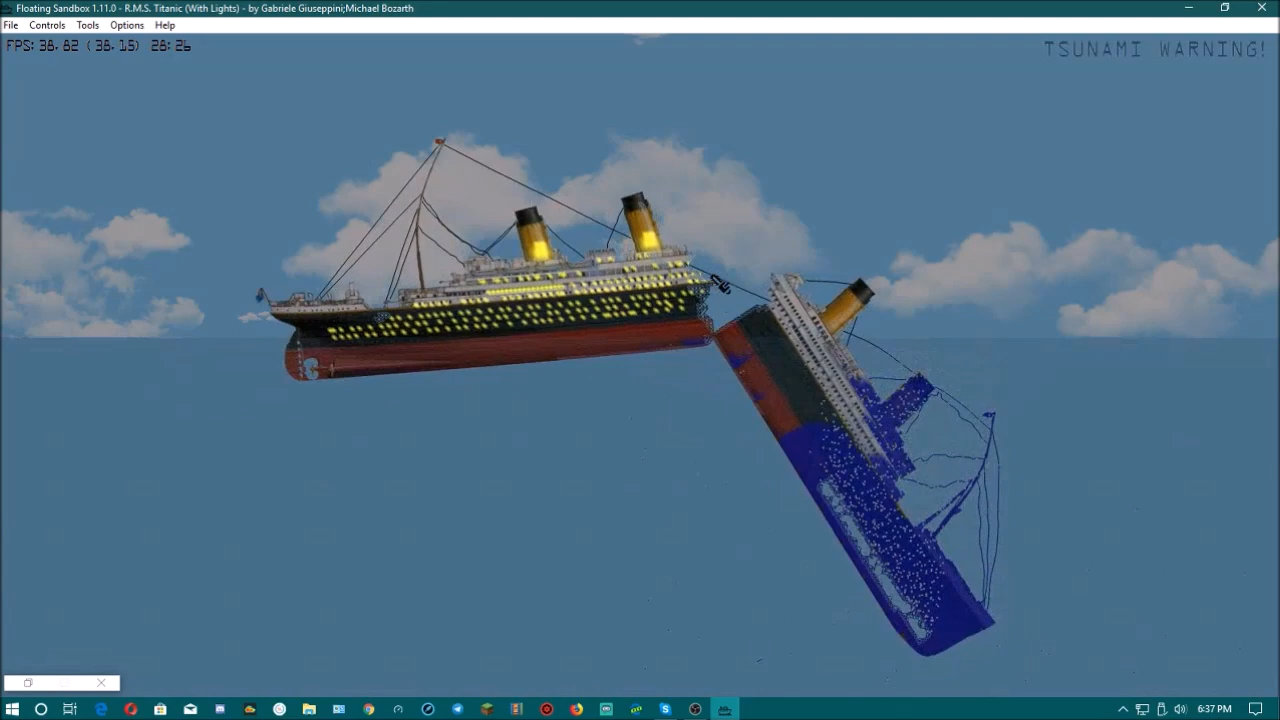 Floating Sandbox 1.11.0 - R.M.S. Titanic (With Lights) - by Gabriele Giuseppini;Michael Bozarth
File Controls Tools Options Help
FPS: 38.82 (38.15) 28:26
TSUNAMI WARNING!
6:37 PM